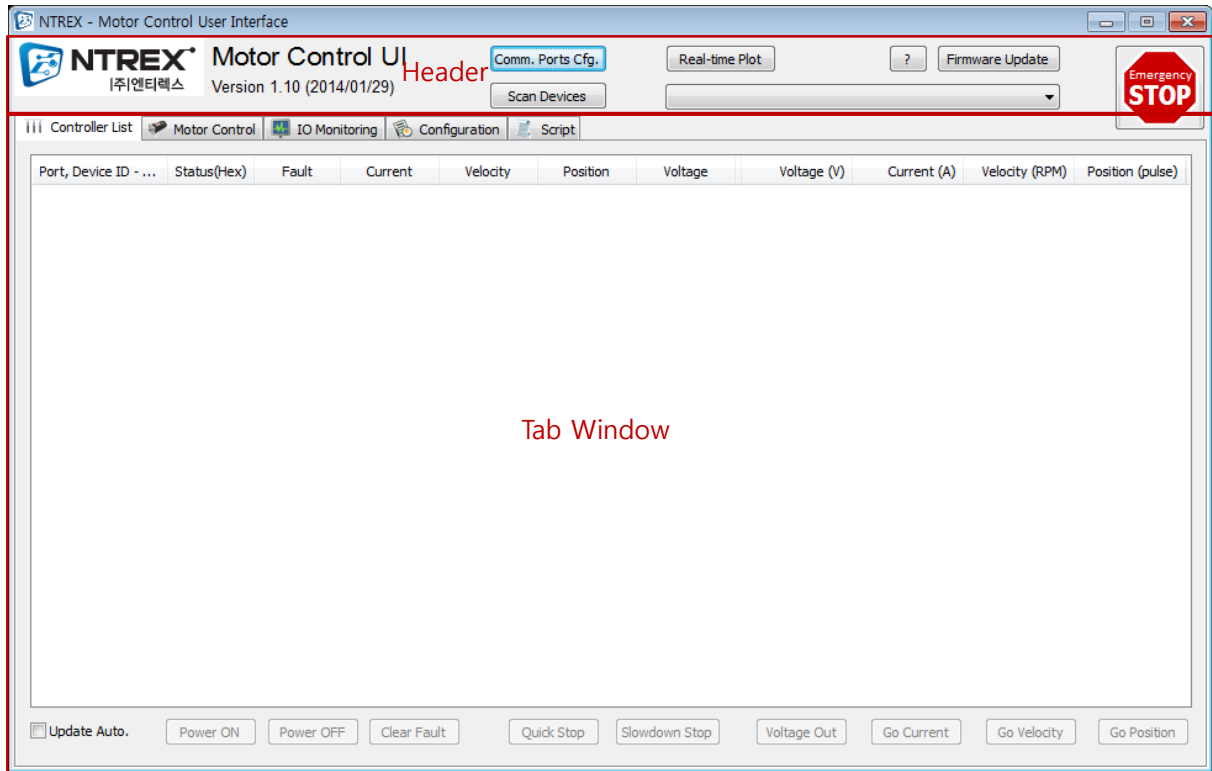 NTREX - Motor Control User Interface
NTREX
|주|엔티렉스
Motor Control UI
Version 1.10 (2014/01/29)
Header
Comm. Ports Cfg.
Scan Devices
Real-time Plot
?
Firmware Update
Emergency
STOP
Controller List
Motor Control
IO Monitoring
Configuration
Script
Port, Device ID - ... Status(Hex) Fault Current Velocity Position Voltage Voltage (V) Current (A) Velocity (RPM) Position (pulse)
Tab Window
Update Auto. Power ON Power OFF Clear Fault Quick Stop Slowdown Stop Voltage Out Go Current Go Velocity Go Position